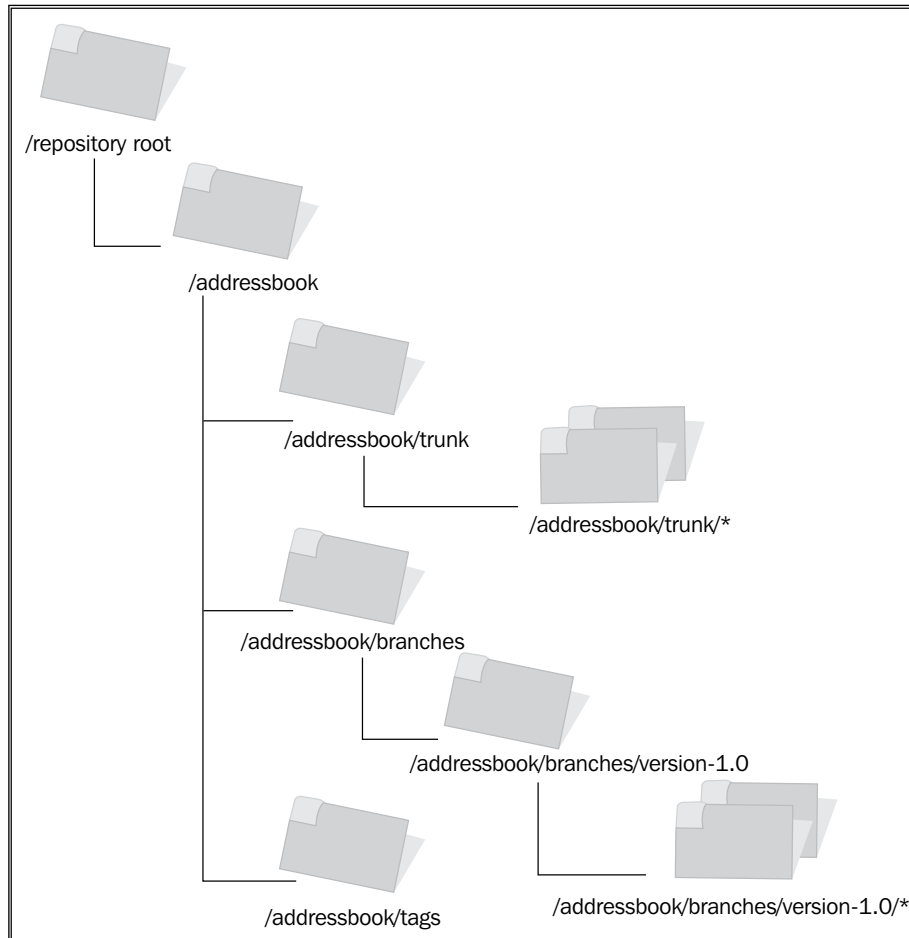 /repository root
/addressbook
/addressbook/trunk
/addressbook/trunk/*
/addressbook/branches
/addressbook/branches/version-1.0
/addressbook/branches/version-1.0/*
/addressbook/tags